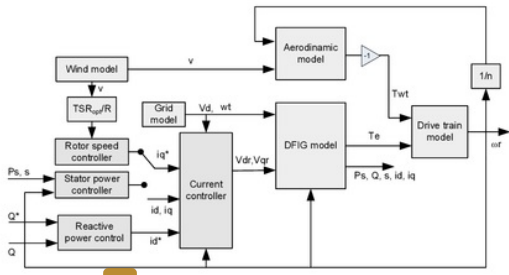 Wind model
v
Aerodynamic
model
-1
1/n
v
TSRopt/R
Grid
model
Vd, wt
Twt
Rotor speed
controller
iq*
DFIG model
Te
Drive train
model
ωr
Ps, s
Stator power
controller
Current
controller
Vdr,Vqr
Ps, Q, s, id, iq
id, iq
Q*
Reactive
power control
id*
Q